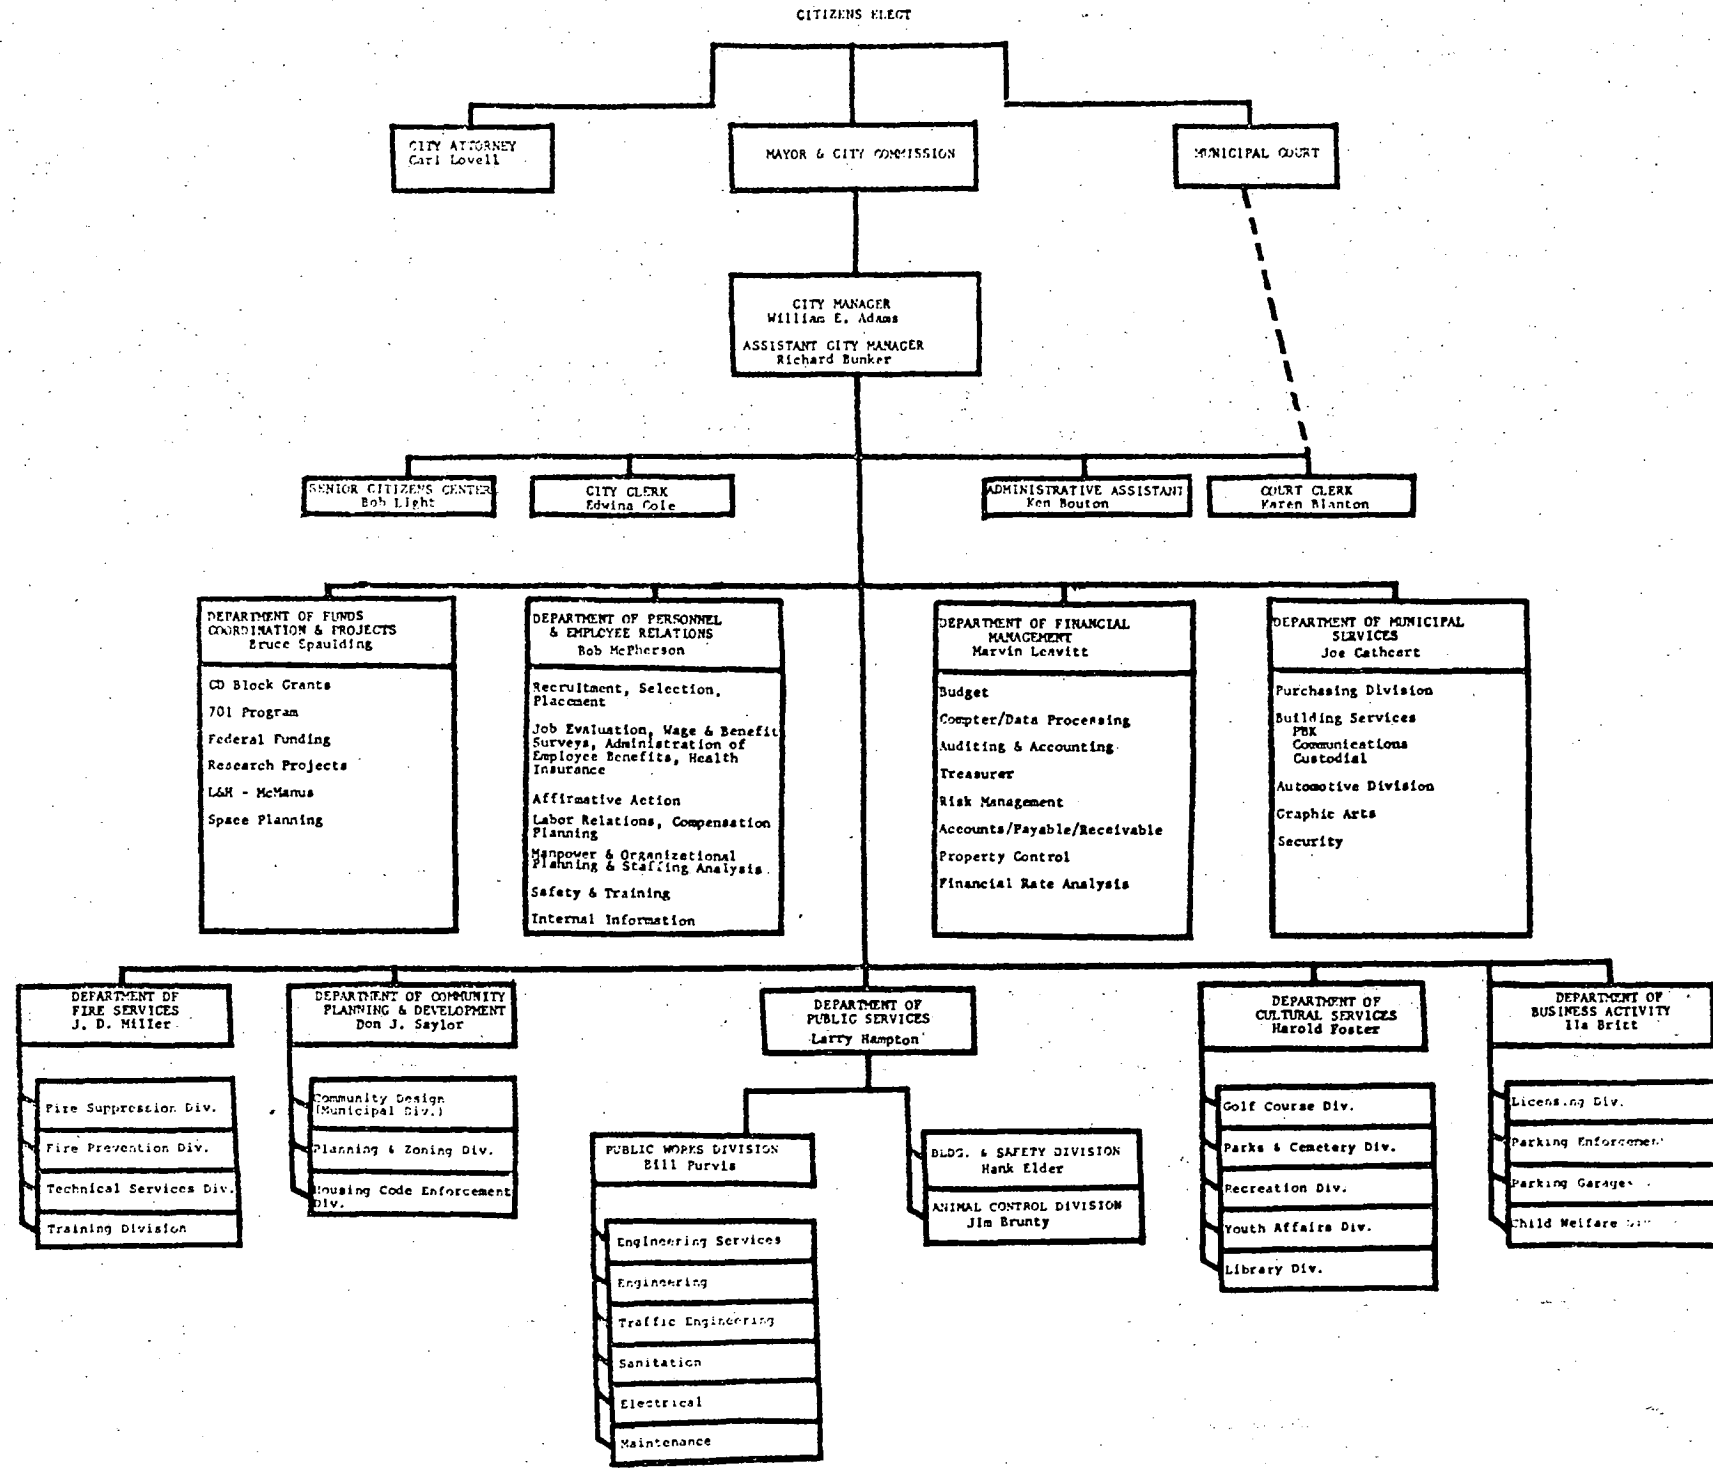 CITIZENS ELECT
CITY ATTORNEY
Carl Lovell
MAYOR & CITY COMMISSION
MUNICIPAL COURT
CITY MANAGER
William E. Adams
ASSISTANT CITY MANAGER
Richard Bunker
SENIOR CITIZENS CENTER
Bob Light
CITY CLERK
Edwina Cole
ADMINISTRATIVE ASSISTANT
Ken Bouton
COURT CLERK
Karen Blanton
DEPARTMENT OF FUNDS
COORDINATION & PROJECTS
Bruce Spaulding
CD Block Grants
701 Program
Federal Funding
Research Projects
L&H - McManus
Space Planning
DEPARTMENT OF PERSONNEL
& EMPLOYEE RELATIONS
Bob McPherson
Recruitment, Selection,
Placement
Job Evaluation, Wage & Benefit
Surveys, Administration of
Employee Benefits, Health
Insurance
Affirmative Action
Labor Relations, Compensation
Planning
Manpower & Organizational
Planning & Staffing Analysis
Safety & Training
Internal Information
DEPARTMENT OF FINANCIAL
MANAGEMENT
Marvin Leavitt
Budget
Compter/Data Processing
Auditing & Accounting
Treasurer
Risk Management
Accounts/Payable/Receivable
Property Control
Financial Rate Analysis
DEPARTMENT OF MUNICIPAL
SERVICES
Joe Cathcart
Purchasing Division
Building Services
PBX
Communications
Custodial
Automotive Division
Graphic Arts
Security
DEPARTMENT OF
FIRE SERVICES
J. D. Miller
Fire Suppression Div.
Fire Prevention Div.
Technical Services Div.
Training Division
DEPARTMENT OF COMMUNITY
PLANNING & DEVELOPMENT
Don J. Saylor
Community Design
(Municipal Div.)
Planning & Zoning Div.
Housing Code Enforcement
Div.
DEPARTMENT OF
PUBLIC SERVICES
Larry Hampton
PUBLIC WORKS DIVISION
Bill Purvis
Engineering Services
Engineering
Traffic Engineering
Sanitation
Electrical
Maintenance
BLDG. & SAFETY DIVISION
Hank Elder
ANIMAL CONTROL DIVISION
Jim Brunty
DEPARTMENT OF
CULTURAL SERVICES
Harold Foster
Golf Course Div.
Parks & Cemetery Div.
Recreation Div.
Youth Affairs Div.
Library Div.
DEPARTMENT OF
BUSINESS ACTIVITY
Ila Britt
Licensing Div.
Parking Enforcement
Parking Garages
Child Welfare